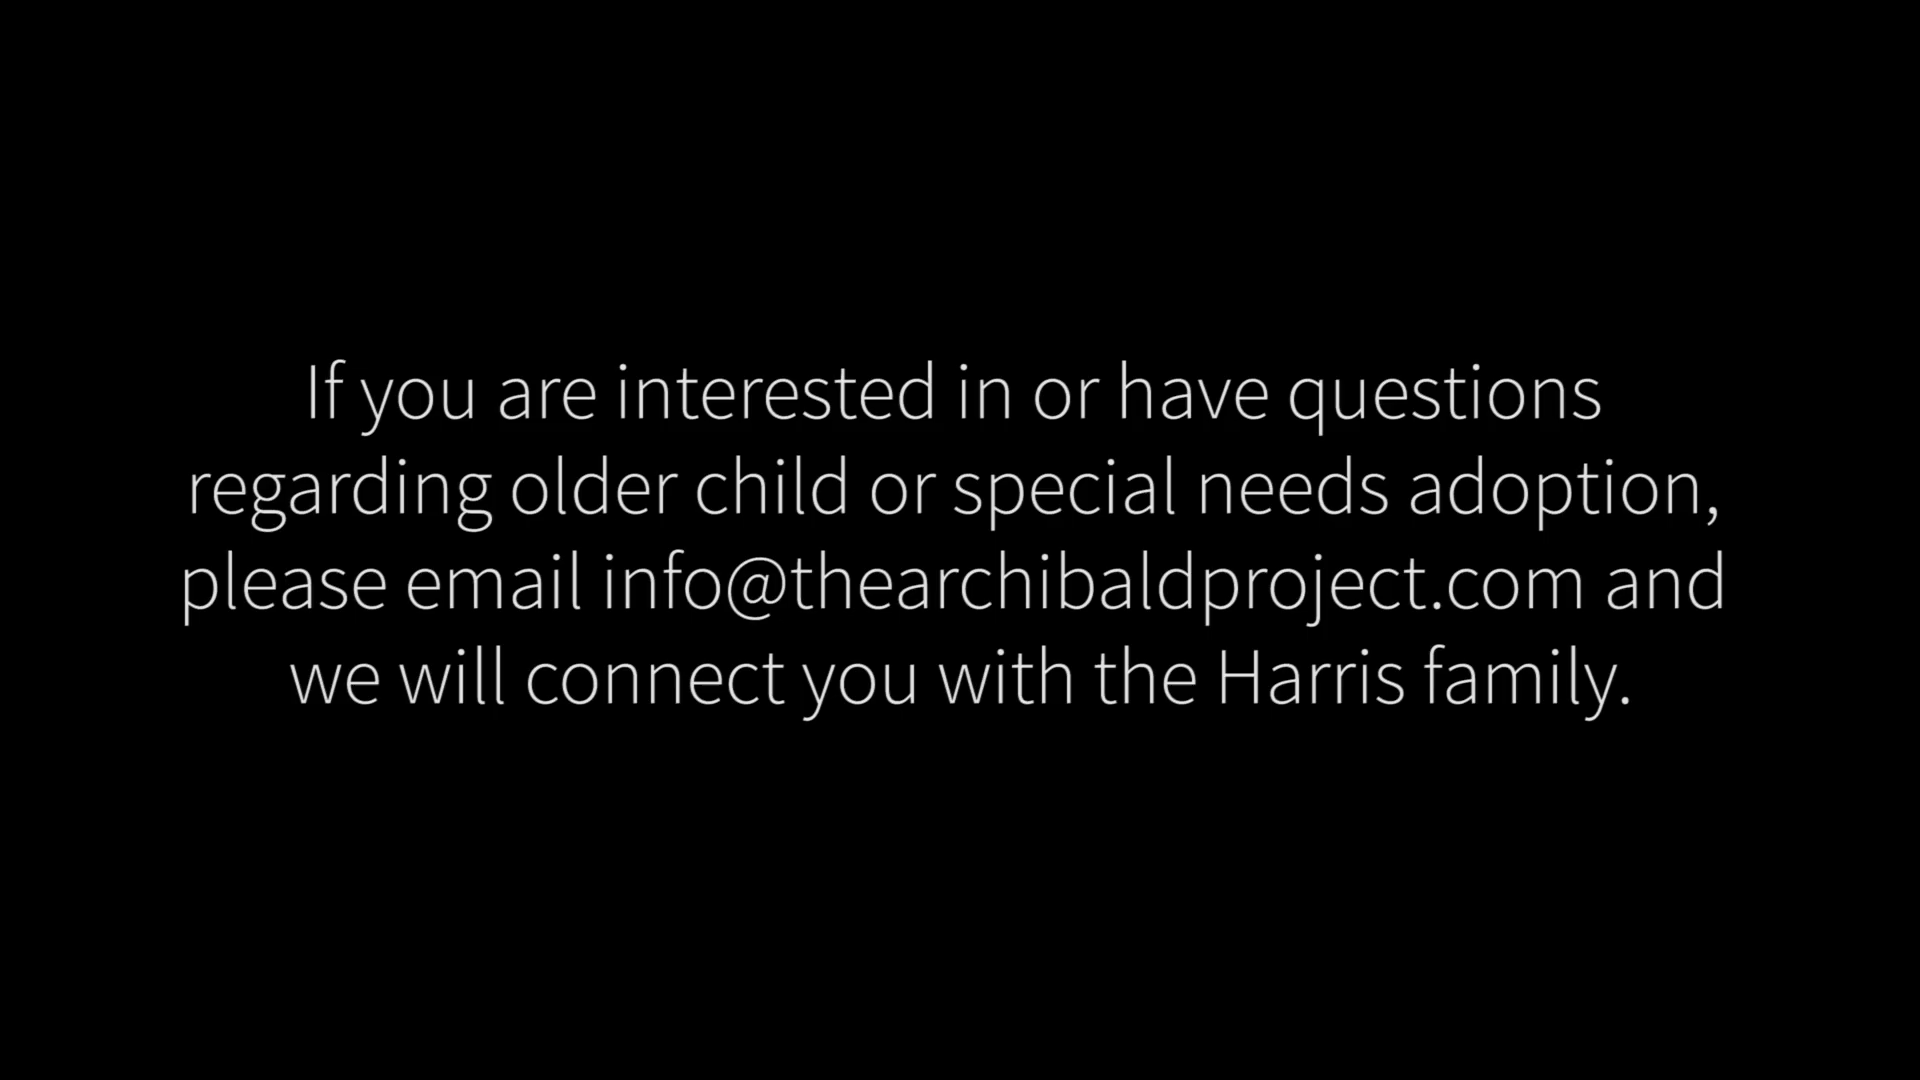 If you are interested in or have questions
regarding older child or special needs adoption,
please email info@thearchibaldproject.com and
we will connect you with the Harris family.